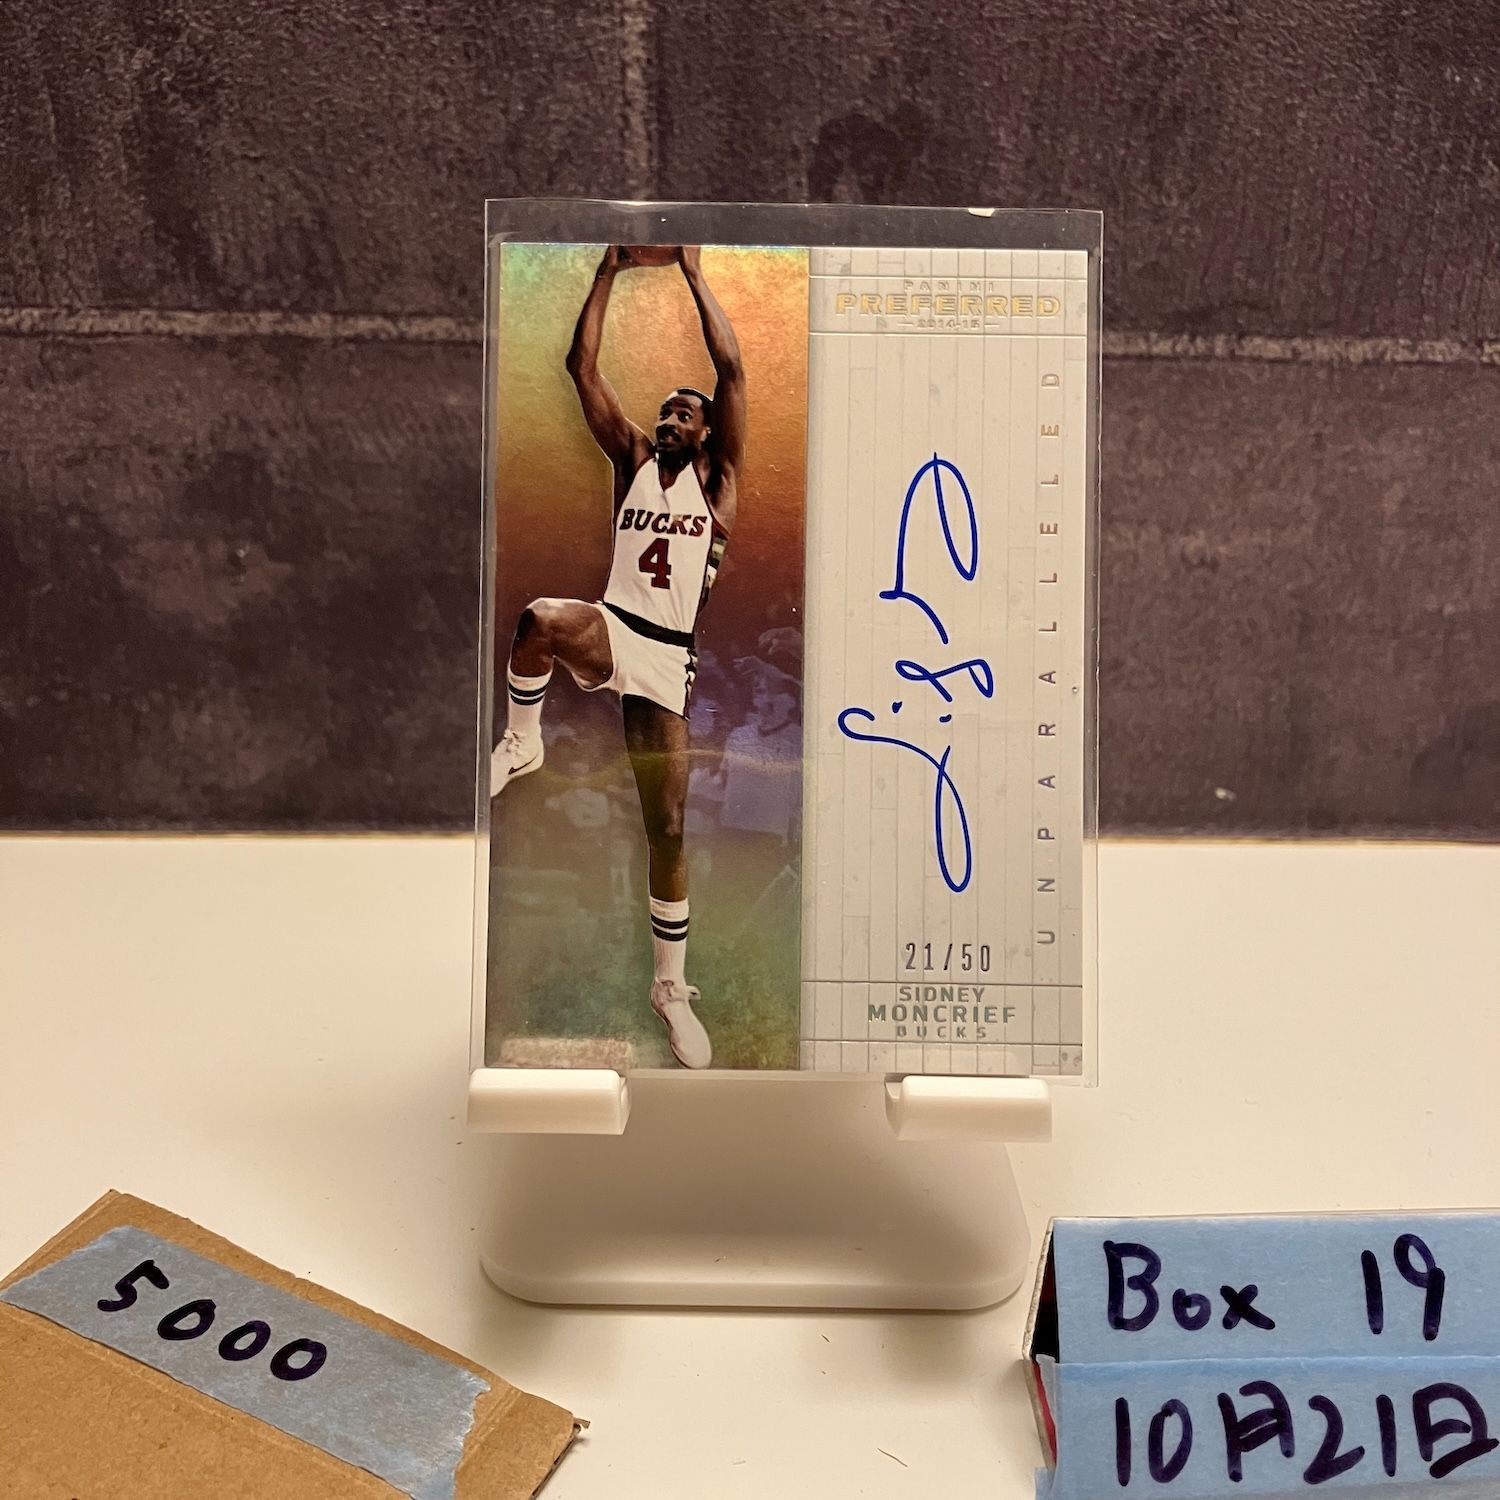 PANINI
PREFERRED
2014-15
BUCKS
4
UNPARALLELED
21/50
SIDNEY
MONCRIEF
BUCKS
5000
Box 19
10月21日